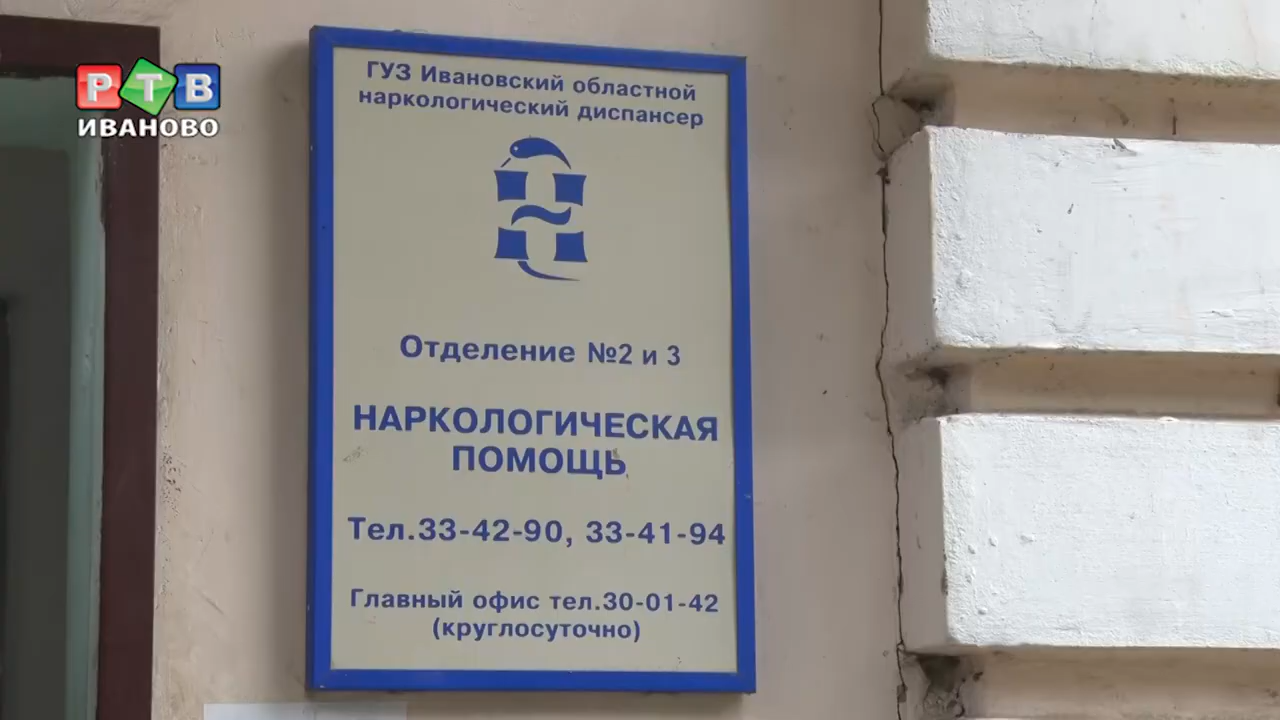 РТВ
ИВАНОВО
ГУЗ Ивановский областной
наркологический диспансер
Отделение №2 и 3
НАРКОЛОГИЧЕСКАЯ
ПОМОЩЬ
Тел.33-42-90, 33-41-94
Главный офис тел.30-01-42
(круглосуточно)